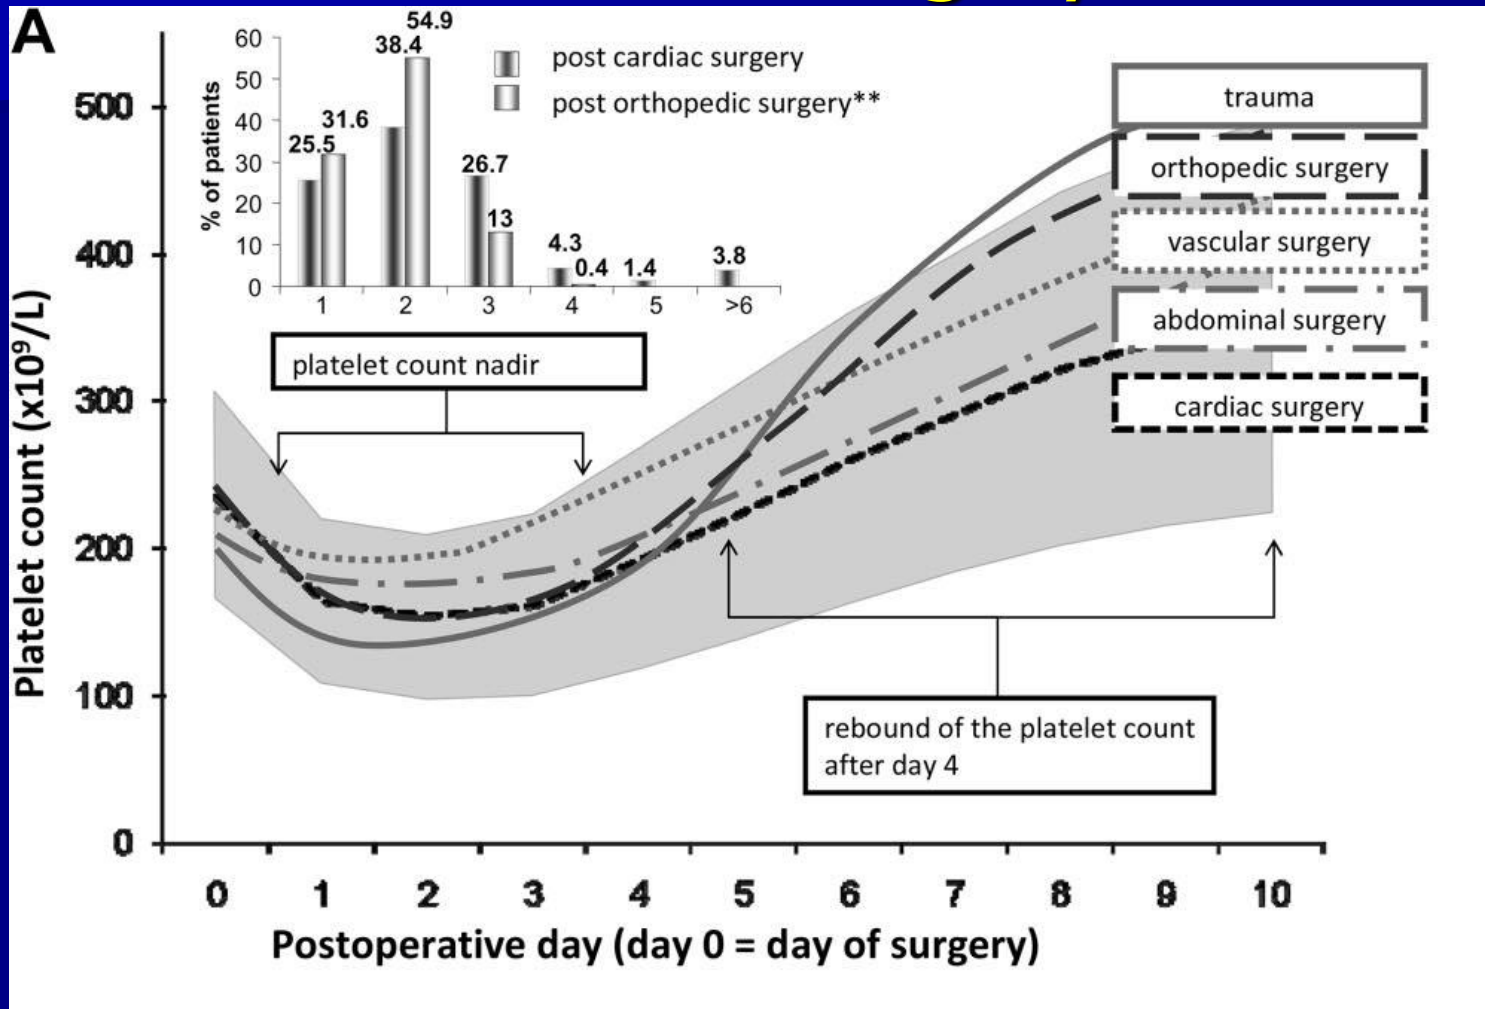 A
60
50
40
30
20
10
0
% of patients
25.5
31.6
38.4
54.9
26.7
13
4.3
0.4
1.4
3.8
1 2 3 4 5 >6
post cardiac surgery
post orthopedic surgery**
trauma
orthopedic surgery
vascular surgery
abdominal surgery
cardiac surgery
platelet count nadir
rebound of the platelet count
after day 4
Platelet count (x10⁹/L)
500
400
300
200
100
0
0 1 2 3 4 5 6 7 8 9 10
Postoperative day (day 0 = day of surgery)